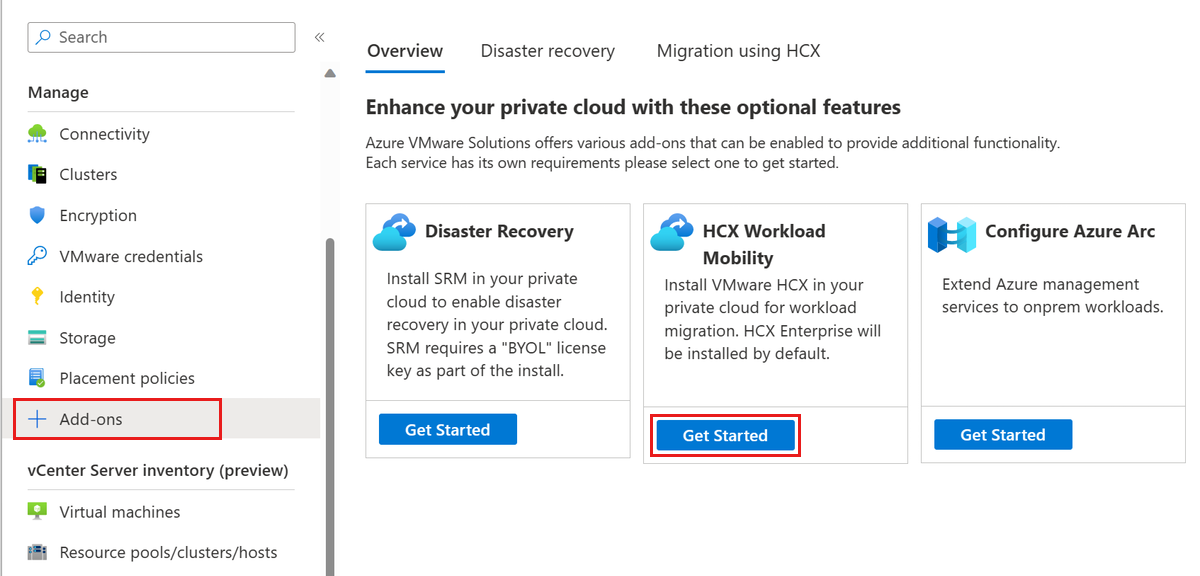 Search
«
Manage
Connectivity
Clusters
Encryption
VMware credentials
Identity
Storage
Placement policies
Add-ons
vCenter Server inventory (preview)
Virtual machines
Resource pools/clusters/hosts
Overview
Disaster recovery
Migration using HCX
Enhance your private cloud with these optional features
Azure VMware Solutions offers various add-ons that can be enabled to provide additional functionality.
Each service has its own requirements please select one to get started.
Disaster Recovery
Install SRM in your private
cloud to enable disaster
recovery in your private cloud.
SRM requires a "BYOL" license
key as part of the install.
Get Started
HCX Workload
Mobility
Install VMware HCX in your
private cloud for workload
migration. HCX Enterprise will
be installed by default.
Get Started
Configure Azure Arc
Extend Azure management
services to onprem workloads.
Get Started